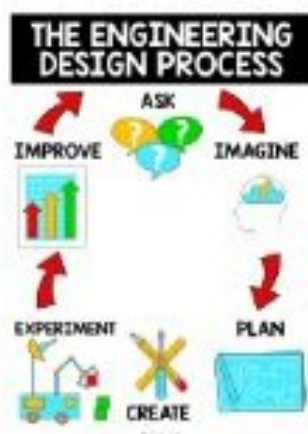 THE ENGINEERING
DESIGN PROCESS
ASK
IMPROVE
IMAGINE
EXPERIMENT
PLAN
CREATE